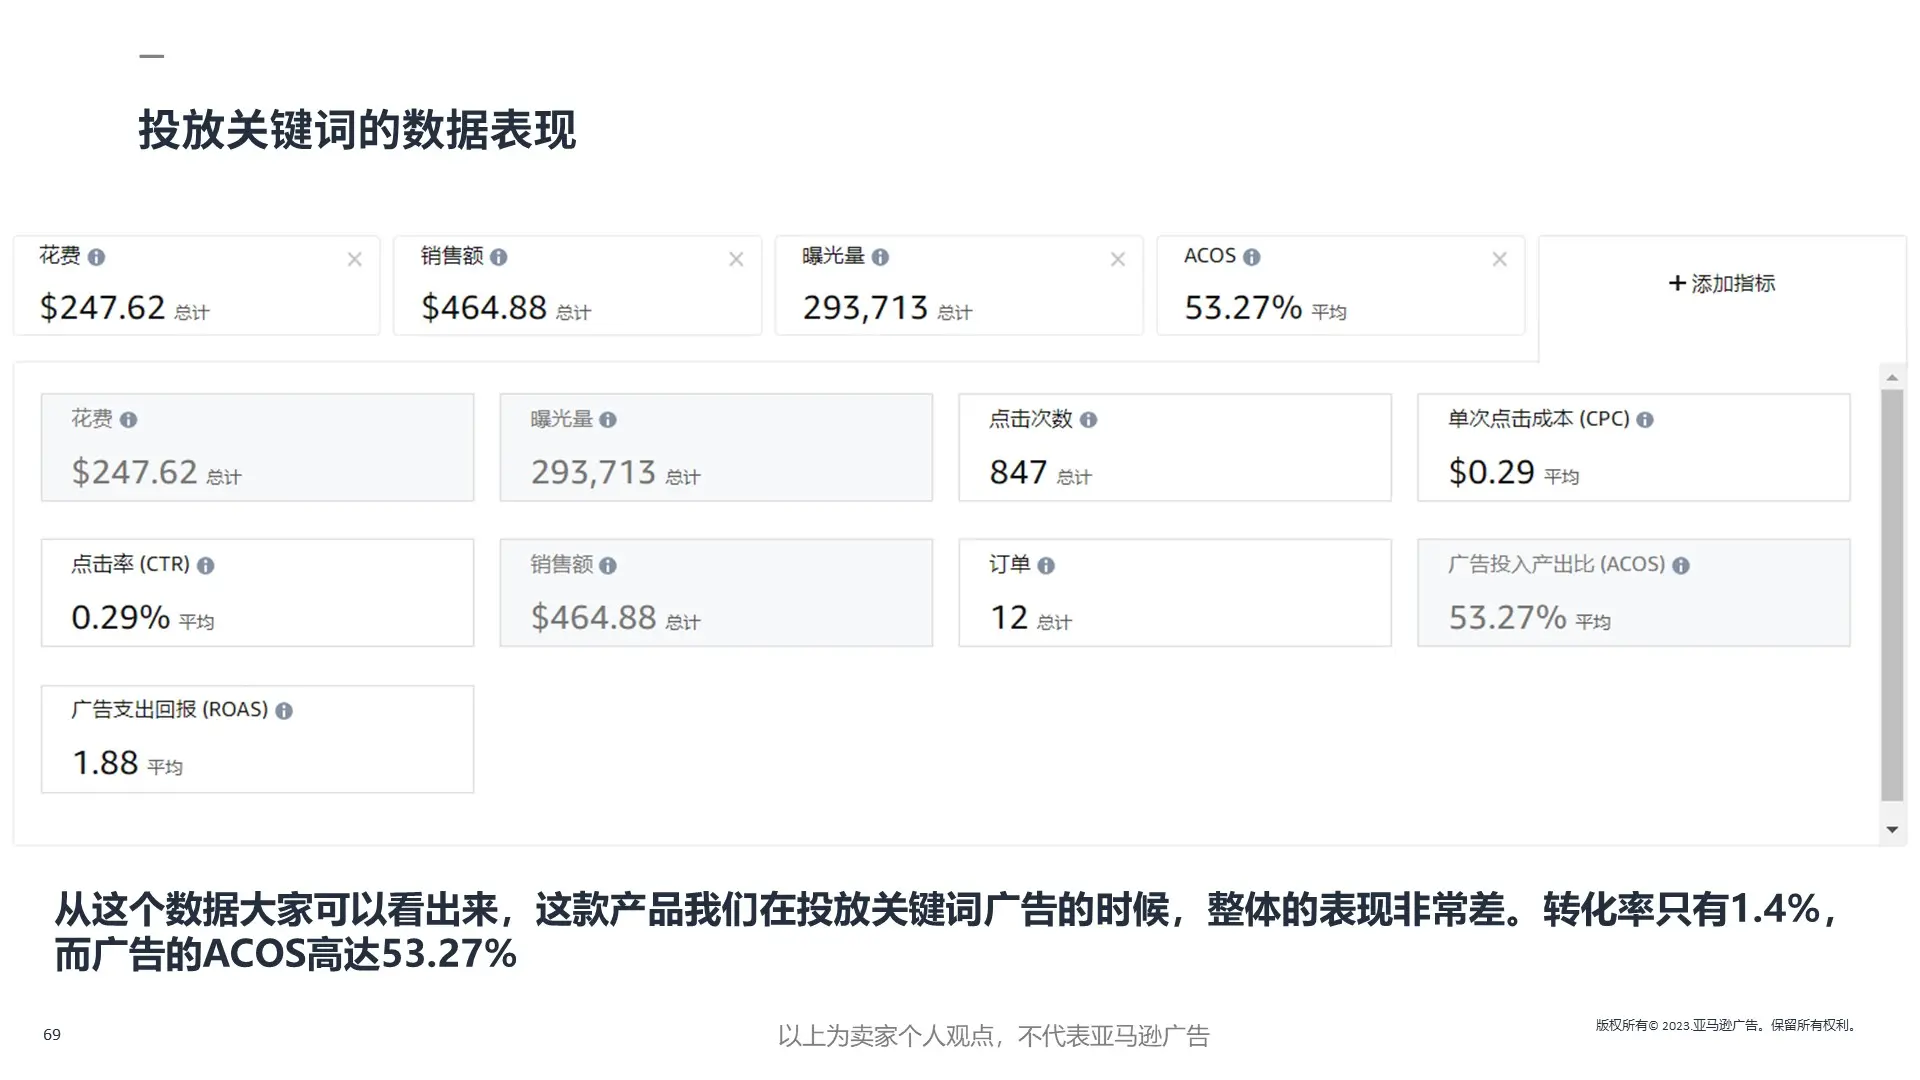 投放关键词的数据表现
花费
$247.62 总计
销售额
$464.88 总计
曝光量
293,713 总计
ACOS
53.27% 平均
+ 添加指标
花费
$247.62 总计
曝光量
293,713 总计
点击次数
847 总计
单次点击成本 (CPC)
$0.29 平均
点击率 (CTR)
0.29% 平均
销售额
$464.88 总计
订单
12 总计
广告投入产出比 (ACOS)
53.27% 平均
广告支出回报 (ROAS)
1.88 平均
从这个数据大家可以看出来，这款产品我们在投放关键词广告的时候，整体的表现非常差。转化率只有1.4%，
而广告的ACOS高达53.27%
69
以上为卖家个人观点，不代表亚马逊广告
版权所有© 2023.亚马逊广告。保留所有权利。